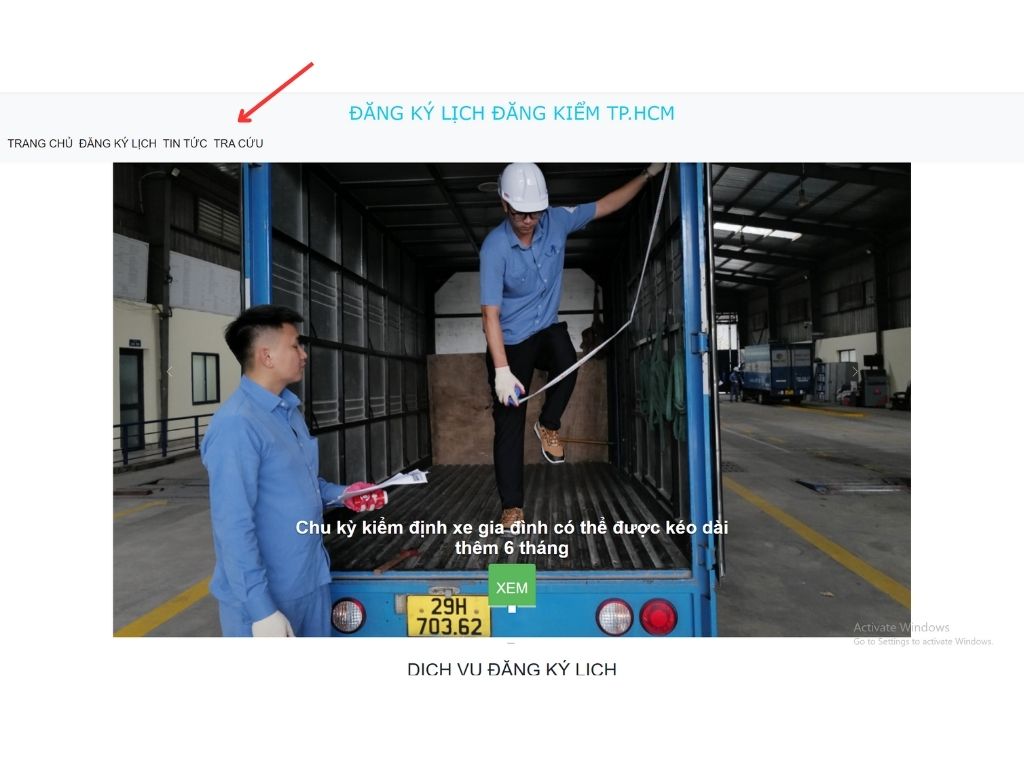 ĐĂNG KÝ LỊCH ĐĂNG KIỂM TP.HCM
TRANG CHỦ ĐĂNG KÝ LỊCH TIN TỨC TRA CỨU
Chu kỳ kiểm định xe gia đình có thể được kéo dài
thêm 6 tháng
XEM
29H
703.62
Activate Windows
Go to Settings to activate Windows.
DỊCH VỤ ĐĂNG KÝ LỊCH